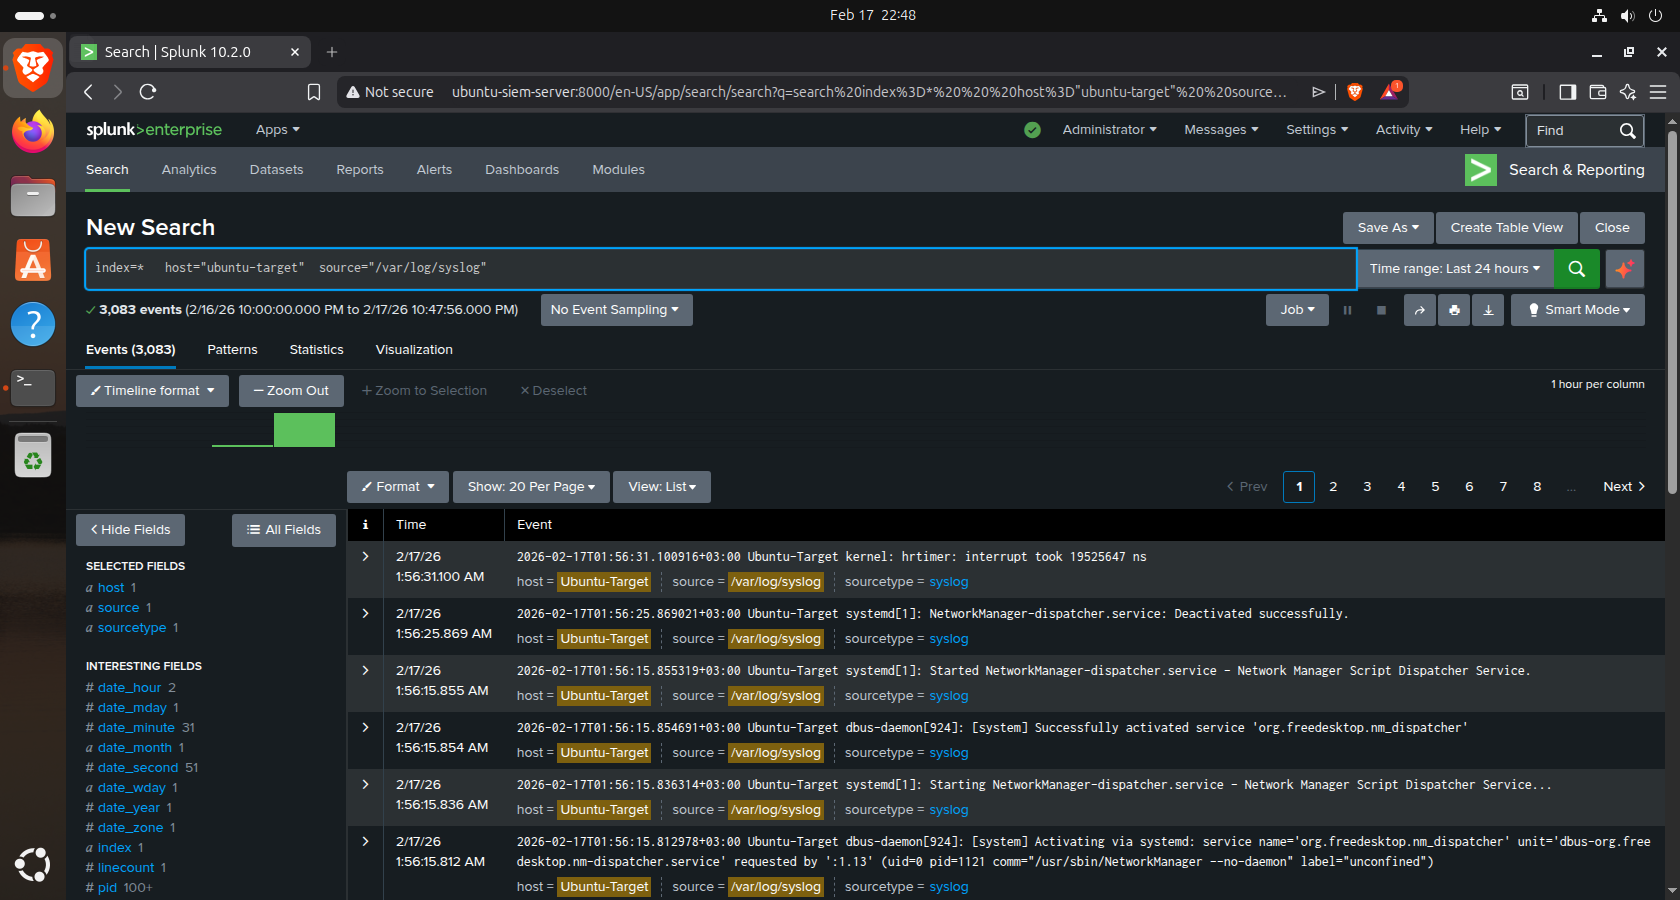 Feb 17 22:48
Search | Splunk 10.2.0
Not secure ubuntu-siem-server:8000/en-US/app/search/search?q=search%20index%3D*%20%20%20host%3D"ubuntu-target"%20%20source...
1
splunk>enterprise Apps Administrator Messages Settings Activity Help Find
Search Analytics Datasets Reports Alerts Dashboards Modules Search & Reporting
New Search Save As Create Table View Close
index=* host="ubuntu-target" source="/var/log/syslog" Time range: Last 24 hours
3,083 events (2/16/26 10:00:00.000 PM to 2/17/26 10:47:56.000 PM) No Event Sampling Job Smart Mode
Events (3,083) Patterns Statistics Visualization
Timeline format Zoom Out + Zoom to Selection × Deselect 1 hour per column
Format Show: 20 Per Page View: List Prev 1 2 3 4 5 6 7 8 ... Next
Hide Fields All Fields
SELECTED FIELDS
a host 1
a source 1
a sourcetype 1
INTERESTING FIELDS
# date_hour 2
# date_mday 1
# date_minute 31
a date_month 1
# date_second 51
a date_wday 1
# date_year 1
# date_zone 1
a index 1
# linecount 1
# pid 100+
i Time Event
2/17/26 2026-02-17T01:56:31.100916+03:00 Ubuntu-Target kernel: hrtimer: interrupt took 19525647 ns
1:56:31.100 AM host = Ubuntu-Target source = /var/log/syslog sourcetype = syslog
2/17/26 2026-02-17T01:56:25.869021+03:00 Ubuntu-Target systemd[1]: NetworkManager-dispatcher.service: Deactivated successfully.
1:56:25.869 AM host = Ubuntu-Target source = /var/log/syslog sourcetype = syslog
2/17/26 2026-02-17T01:56:15.855319+03:00 Ubuntu-Target systemd[1]: Started NetworkManager-dispatcher.service - Network Manager Script Dispatcher Service.
1:56:15.855 AM host = Ubuntu-Target source = /var/log/syslog sourcetype = syslog
2/17/26 2026-02-17T01:56:15.854691+03:00 Ubuntu-Target dbus-daemon[924]: [system] Successfully activated service 'org.freedesktop.nm_dispatcher'
1:56:15.854 AM host = Ubuntu-Target source = /var/log/syslog sourcetype = syslog
2/17/26 2026-02-17T01:56:15.836314+03:00 Ubuntu-Target systemd[1]: Starting NetworkManager-dispatcher.service - Network Manager Script Dispatcher Service...
1:56:15.836 AM host = Ubuntu-Target source = /var/log/syslog sourcetype = syslog
2/17/26 2026-02-17T01:56:15.812978+03:00 Ubuntu-Target dbus-daemon[924]: [system] Activating via systemd: service name='org.freedesktop.nm_dispatcher' unit='dbus-org.free
1:56:15.812 AM desktop.nm-dispatcher.service' requested by ':1.13' (uid=0 pid=1121 comm="/usr/sbin/NetworkManager --no-daemon" label="unconfined")
host = Ubuntu-Target source = /var/log/syslog sourcetype = syslog